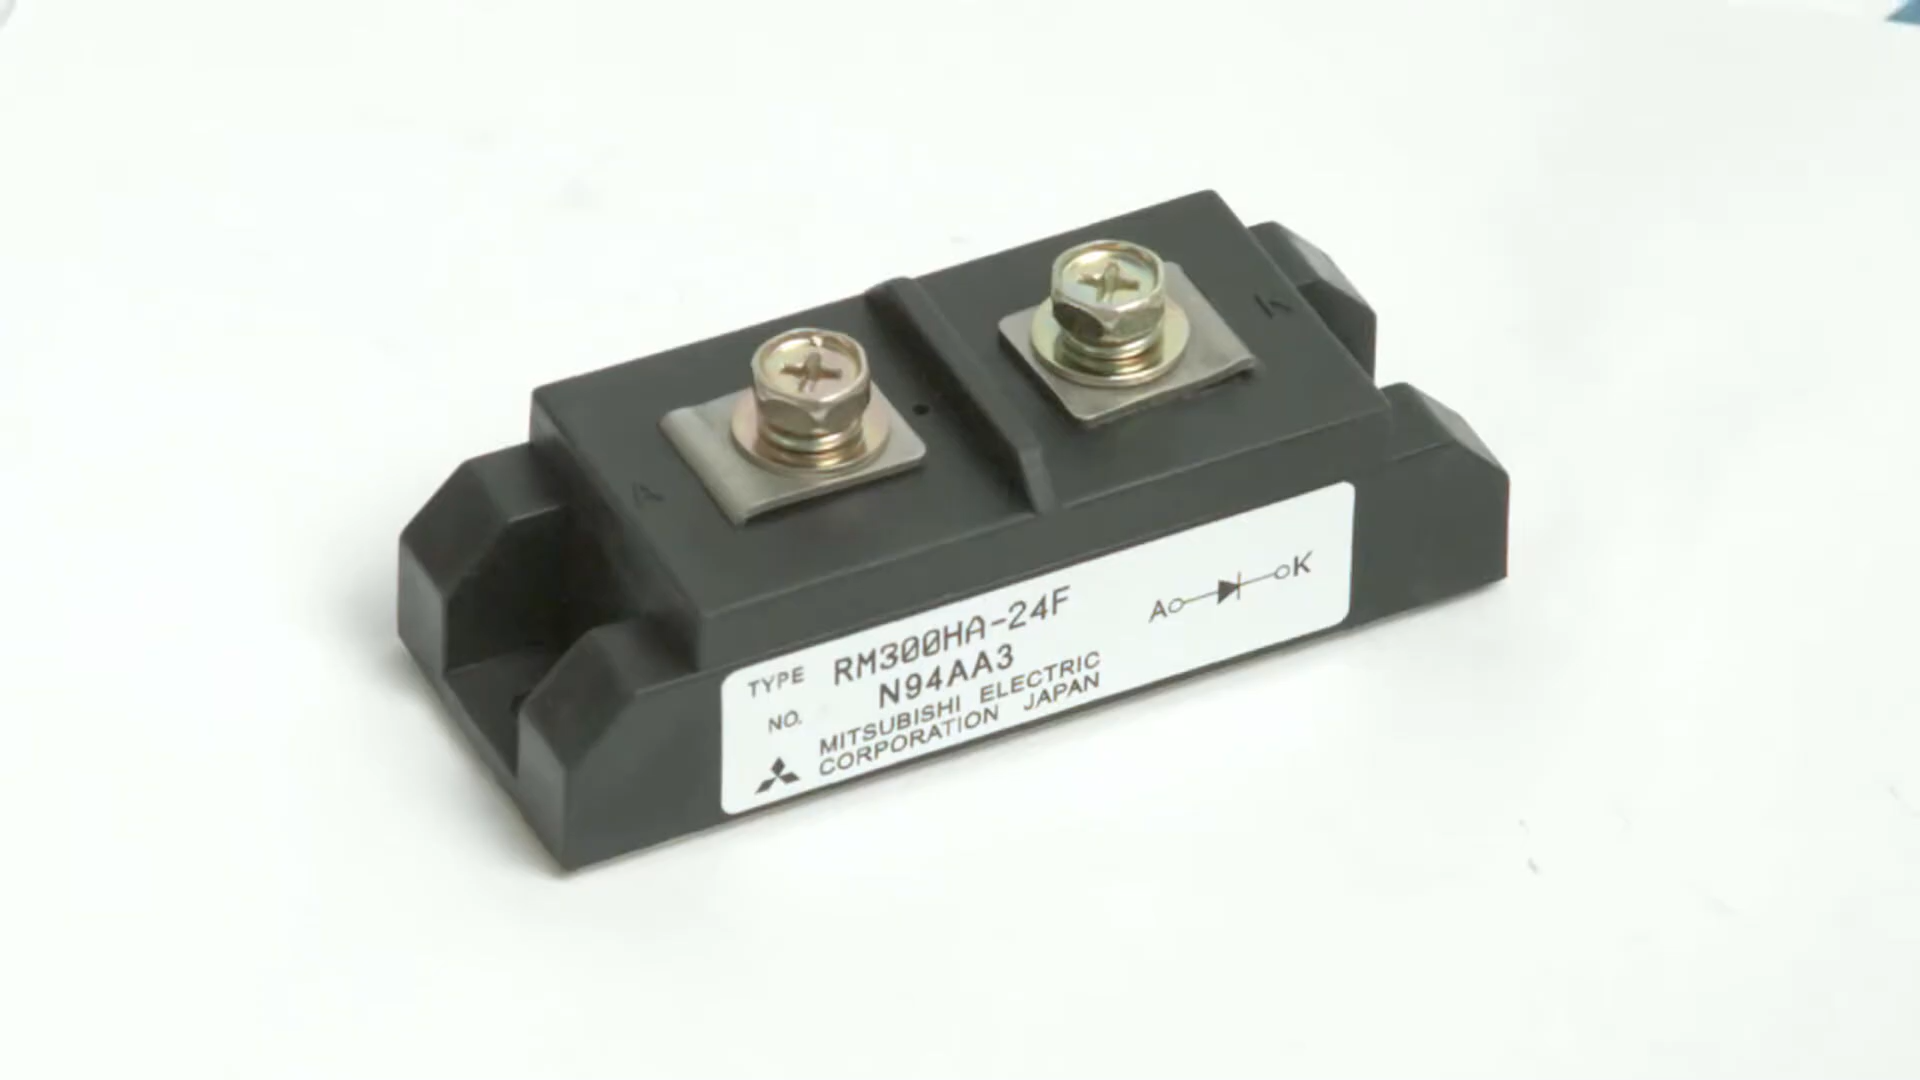 A
K
TYPE RM300HA-24F
NO. N94AA3
MITSUBISHI ELECTRIC
CORPORATION JAPAN
A K